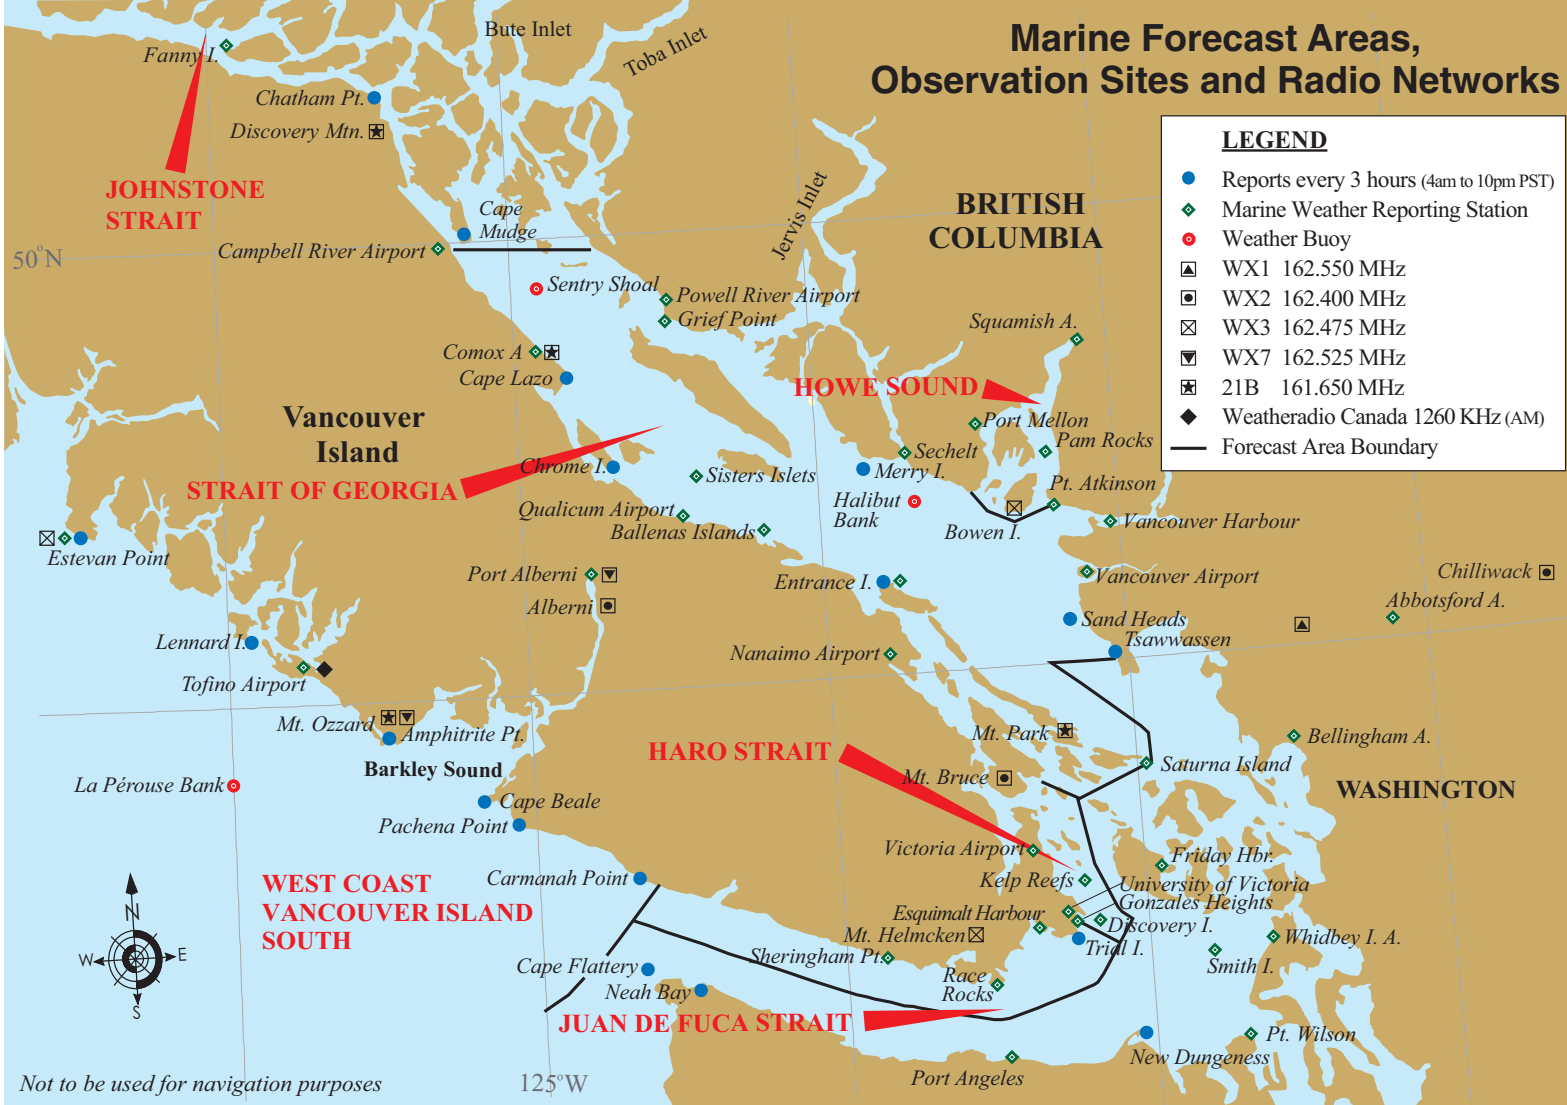 Marine Forecast Areas,
Observation Sites and Radio Networks
LEGEND
Reports every 3 hours (4am to 10pm PST)
Marine Weather Reporting Station
Weather Buoy
WX1 162.550 MHz
WX2 162.400 MHz
WX3 162.475 MHz
WX7 162.525 MHz
21B 161.650 MHz
Weatheradio Canada 1260 KHz (AM)
Forecast Area Boundary
Bute Inlet
Toba Inlet
Fanny I.
Chatham Pt.
Discovery Mtn.
JOHNSTONE
STRAIT
Cape
Mudge
Jervis Inlet
BRITISH
COLUMBIA
50°N
Campbell River Airport
Sentry Shoal
Powell River Airport
Grief Point
Squamish A.
Comox A
Cape Lazo
HOWE SOUND
Vancouver
Island
Port Mellon
Pam Rocks
Sechelt
Chrome I.
Merry I.
Sisters Islets
STRAIT OF GEORGIA
Pt. Atkinson
Halibut
Bank
Qualicum Airport
Ballenas Islands
Bowen I.
Vancouver Harbour
Estevan Point
Port Alberni
Entrance I.
Vancouver Airport
Chilliwack
Alberni
Abbotsford A.
Sand Heads
Lennard I.
Tsawwassen
Nanaimo Airport
Tofino Airport
Mt. Ozzard
Amphitrite Pt.
Mt. Park
Bellingham A.
HARO STRAIT
Saturna Island
Barkley Sound
Mt. Bruce
La Pérouse Bank
WASHINGTON
Cape Beale
Pachena Point
Victoria Airport
Friday Hbr.
Carmanah Point
Kelp Reefs
University of Victoria
Gonzales Heights
WEST COAST
VANCOUVER ISLAND
SOUTH
Esquimalt Harbour
Discovery I.
Mt. Helmcken
Trial I.
Whidbey I. A.
Sheringham Pt.
Smith I.
N
W
E
S
Cape Flattery
Neah Bay
Race
Rocks
JUAN DE FUCA STRAIT
Pt. Wilson
New Dungeness
Port Angeles
Not to be used for navigation purposes
125°W